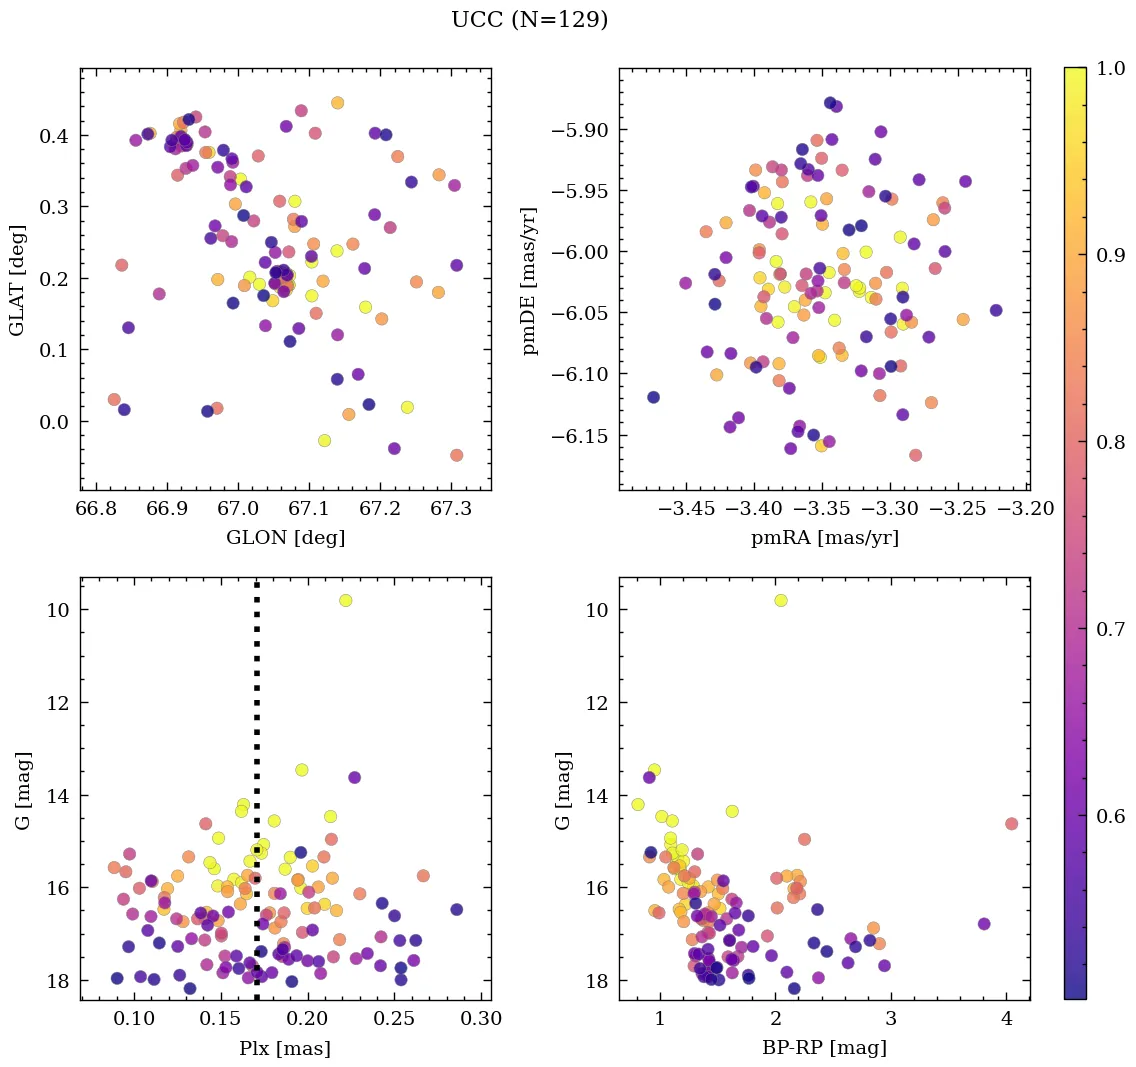 UCC (N=129)
0.4
0.3
0.2
0.1
0.0
GLAT [deg]
66.8 66.9 67.0 67.1 67.2 67.3
GLON [deg]
−5.90
−5.95
−6.00
−6.05
−6.10
−6.15
pmDE [mas/yr]
−3.45 −3.40 −3.35 −3.30 −3.25 −3.20
pmRA [mas/yr]
10
12
14
16
18
G [mag]
0.10 0.15 0.20 0.25 0.30
Plx [mas]
10
12
14
16
18
G [mag]
1 2 3 4
BP-RP [mag]
1.0
0.9
0.8
0.7
0.6